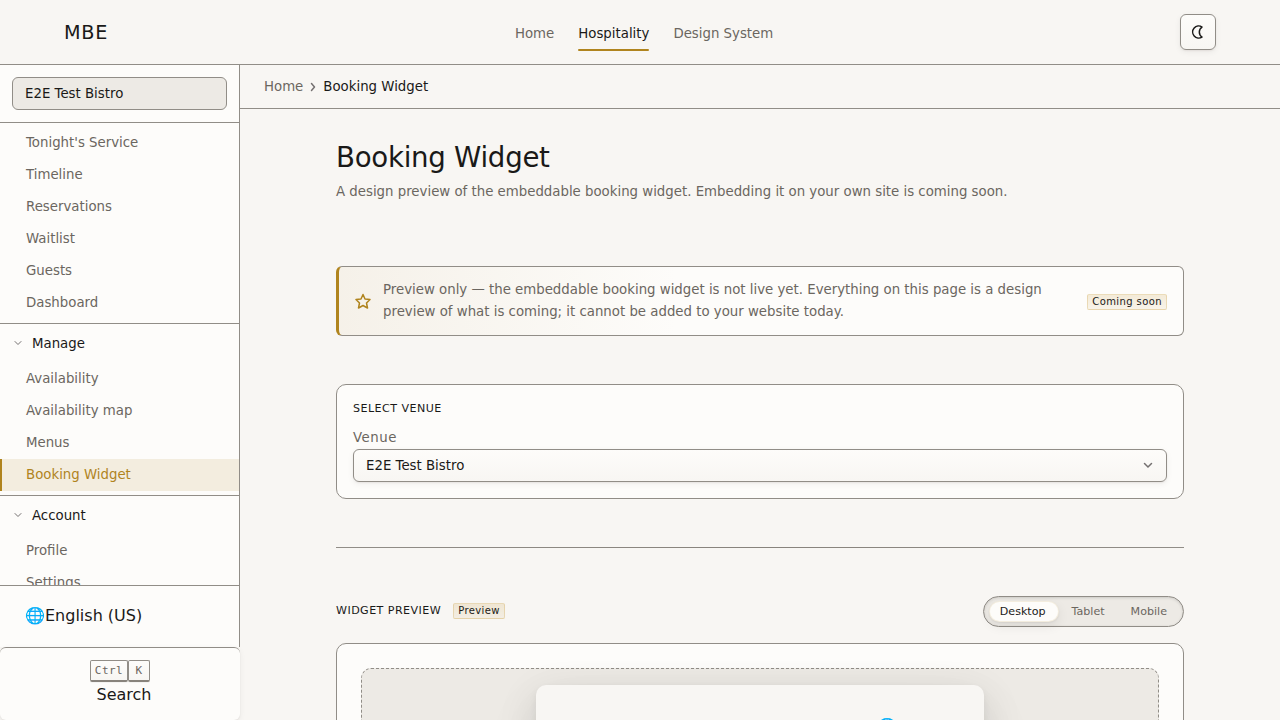 MBE
Home
Hospitality
Design System
E2E Test Bistro
Home
Booking Widget
Tonight's Service
Timeline
Reservations
Waitlist
Guests
Dashboard
Manage
Availability
Availability map
Menus
Booking Widget
Account
Profile
Settings
English (US)
Ctrl K
Search
Booking Widget
A design preview of the embeddable booking widget. Embedding it on your own site is coming soon.
Preview only — the embeddable booking widget is not live yet. Everything on this page is a design
preview of what is coming; it cannot be added to your website today.
Coming soon
SELECT VENUE
Venue
E2E Test Bistro
WIDGET PREVIEW
Preview
Desktop
Tablet
Mobile